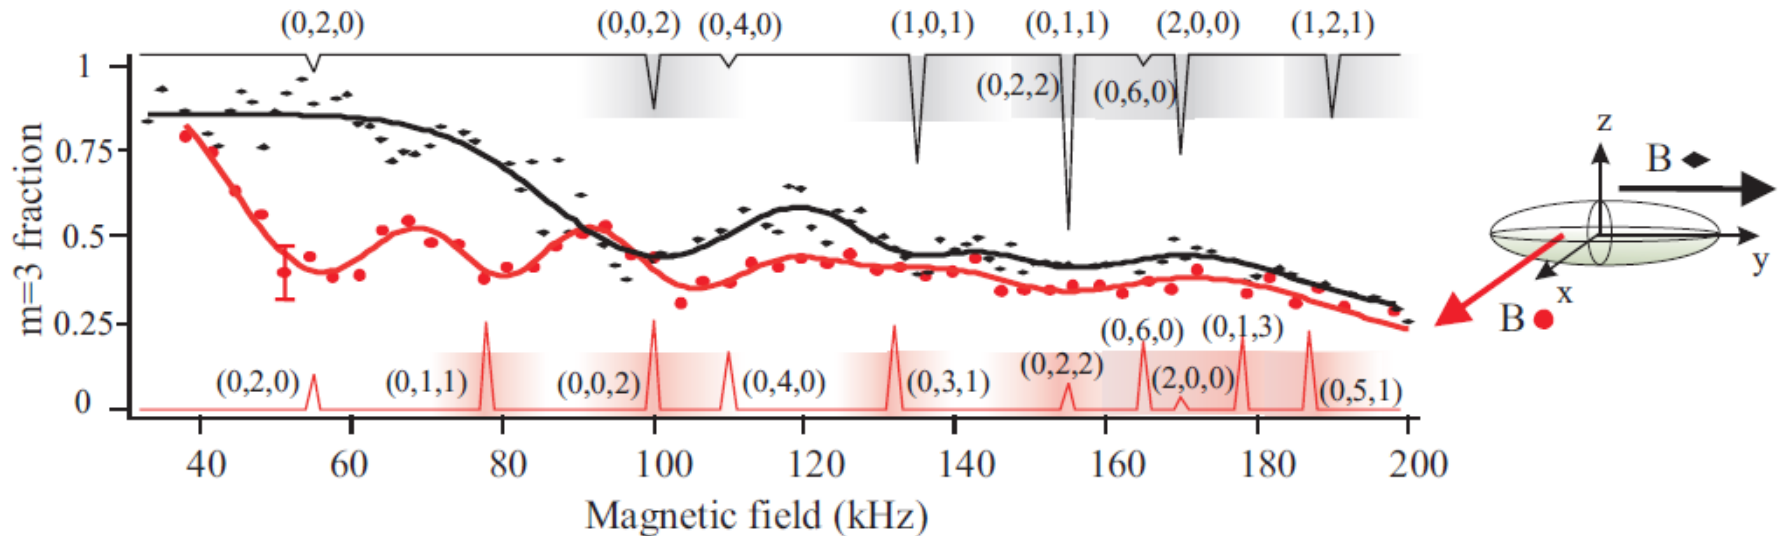 (0,2,0) (0,0,2) (0,4,0) (1,0,1) (0,1,1) (2,0,0) (1,2,1)
(0,2,2) (0,6,0)
1
0.75
0.5
0.25
0
m=3 fraction
(0,6,0) (0,1,3)
(0,2,0) (0,1,1) (0,0,2) (0,4,0) (0,3,1) (0,2,2) (2,0,0) (0,5,1)
40 60 80 100 120 140 160 180 200
Magnetic field (kHz)
z
B
y
x
B